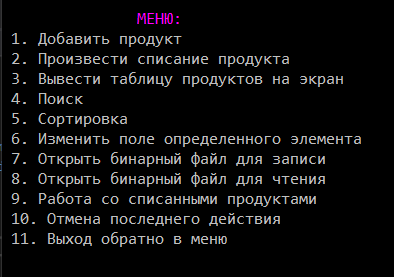 МЕНЮ:
1. Добавить продукт
2. Произвести списание продукта
3. Вывести таблицу продуктов на экран
4. Поиск
5. Сортировка
6. Изменить поле определенного элемента
7. Открыть бинарный файл для записи
8. Открыть бинарный файл для чтения
9. Работа со списанными продуктами
10. Отмена последнего действия
11. Выход обратно в меню